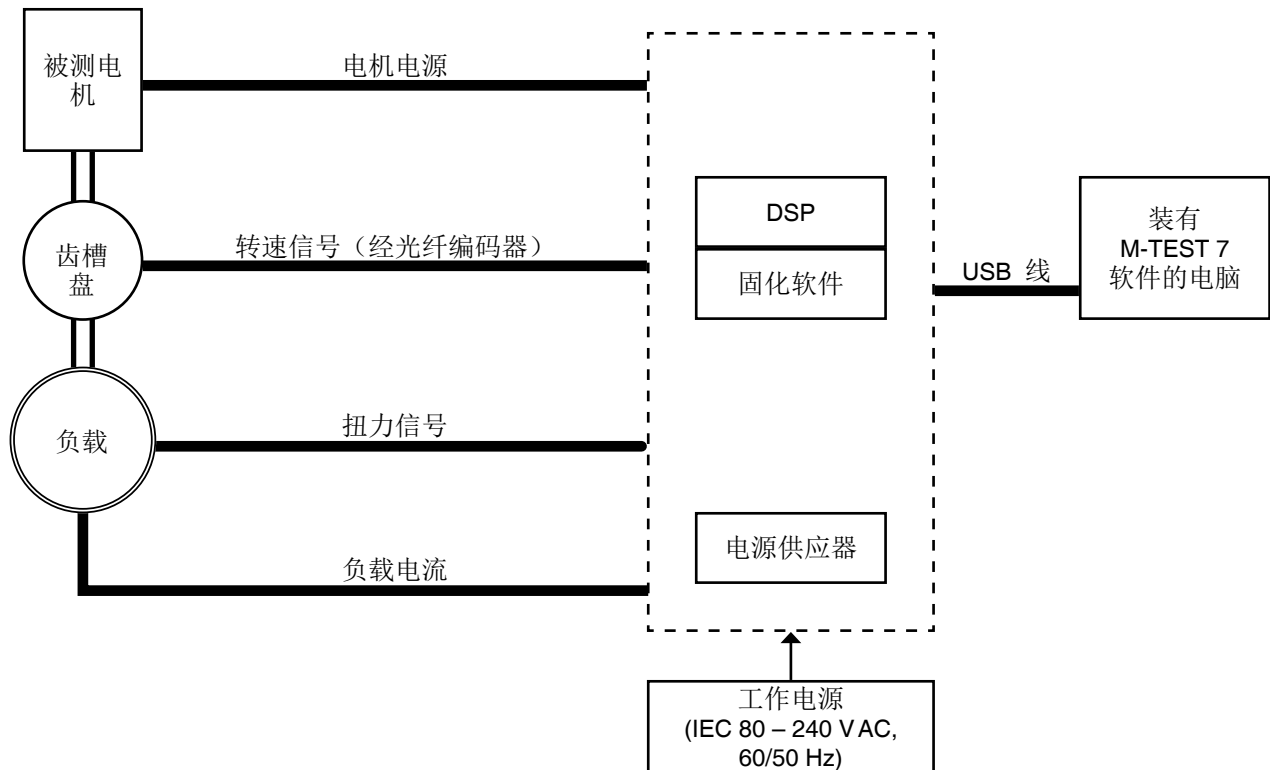 被测电
机
电机电源
DSP
固化软件
齿槽
盘
转速信号（经光纤编码器）
USB 线
装有
M-TEST 7
软件的电脑
负载
扭力信号
电源供应器
负载电流
工作电源
(IEC 80 – 240 VAC,
60/50 Hz)